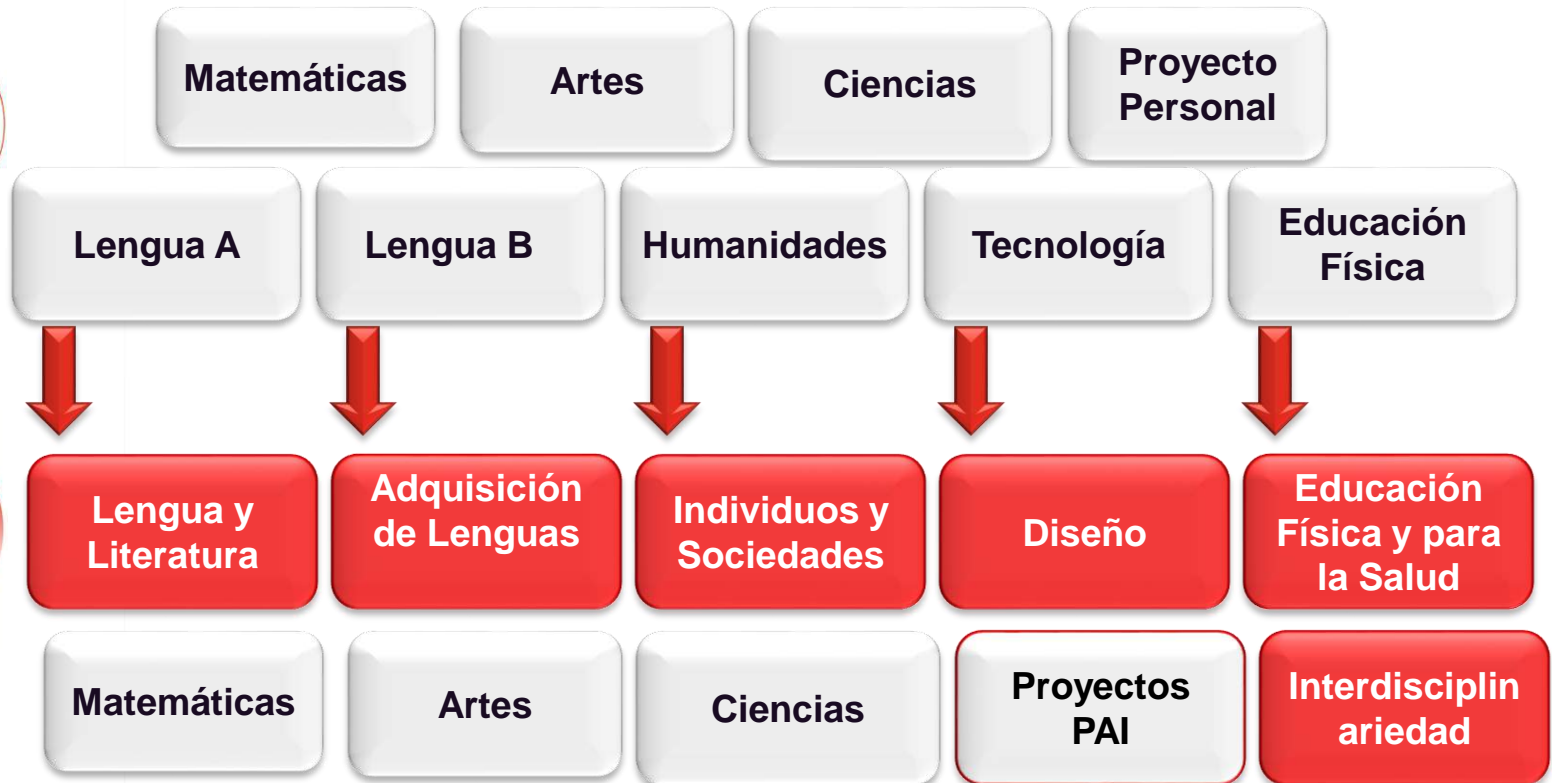 Matemáticas
Artes
Ciencias
Proyecto
Personal
Lengua A
Lengua B
Humanidades
Tecnología
Educación
Física
Lengua y
Literatura
Adquisición
de Lenguas
Individuos y
Sociedades
Diseño
Educación
Física y para
la Salud
Matemáticas
Artes
Ciencias
Proyectos
PAI
Interdisciplin
ariedad